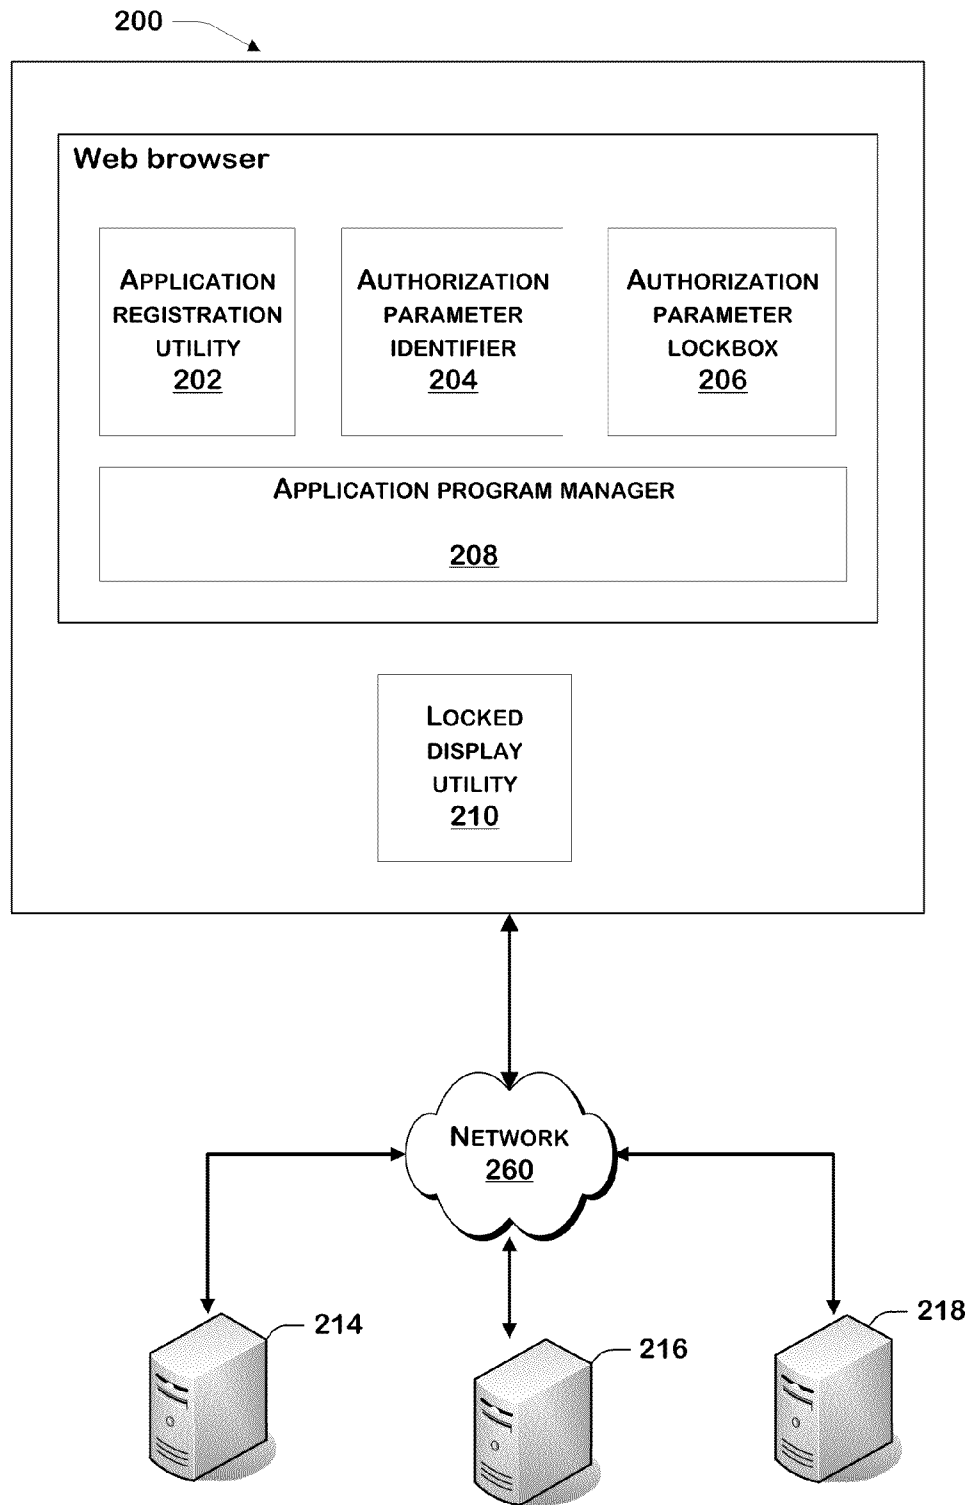 200
Web browser
APPLICATION
REGISTRATION
UTILITY
202
AUTHORIZATION
PARAMETER
IDENTIFIER
204
AUTHORIZATION
PARAMETER
LOCKBOX
206
APPLICATION PROGRAM MANAGER
208
LOCKED
DISPLAY
UTILITY
210
NETWORK
260
214
216
218